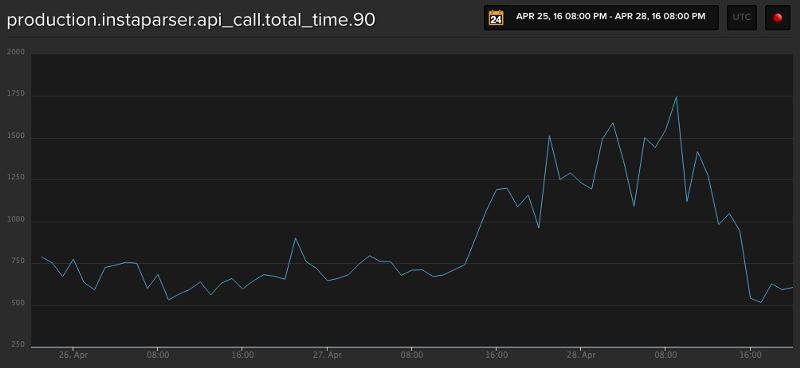 production.instaparser.api_call.total_time.90
24 APR 25, 16 08:00 PM - APR 28, 16 08:00 PM UTC
2000
1750
1500
1250
1000
750
500
250
26. Apr 08:00 16:00 27. Apr 08:00 16:00 28. Apr 08:00 16:00